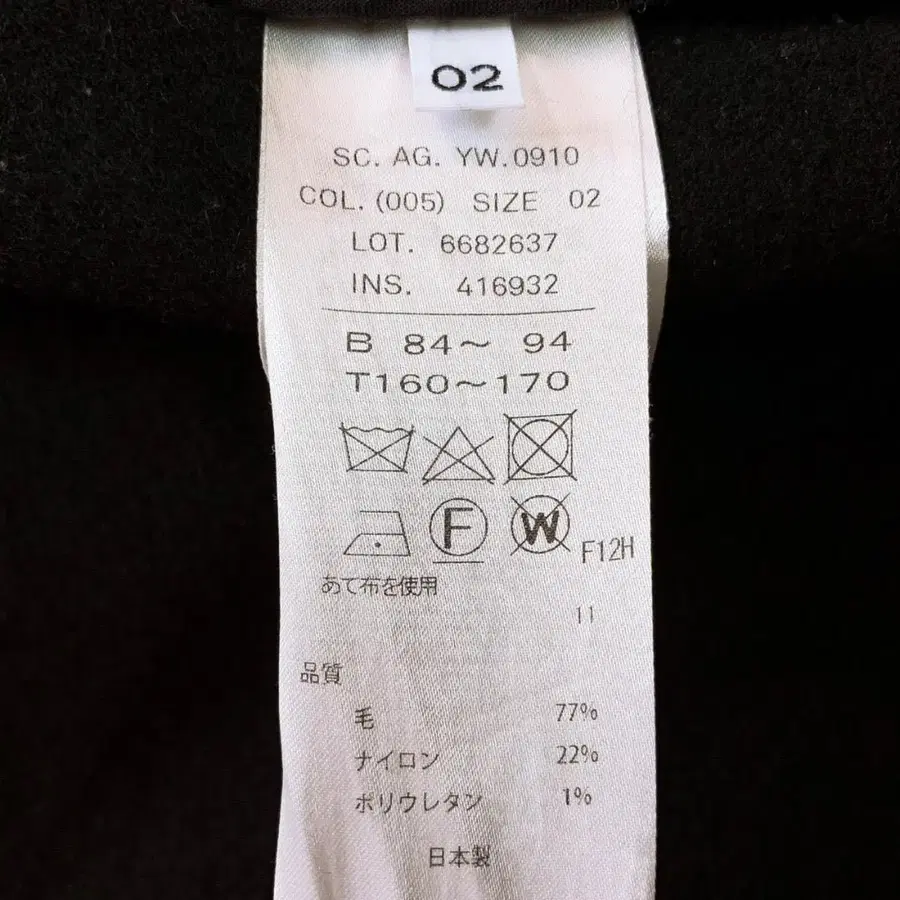 02
SC. AG. YW.0910
COL. (005) SIZE 02
LOT. 6682637
INS. 416932
B 84～ 94
T160～170
F W F12H
あて布を使用
11
品質
毛 77%
ナイロン 22%
ポリウレタン 1%
日本製